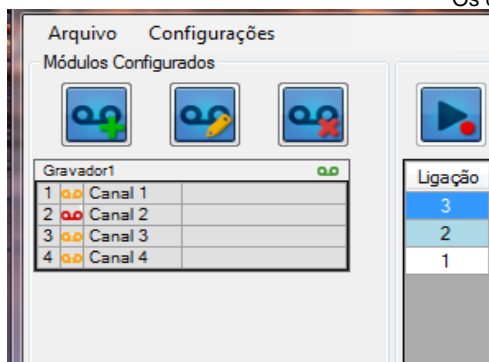 Os
Arquivo Configurações
Módulos Configurados
Gravador1
1 Canal 1
2 Canal 2
3 Canal 3
4 Canal 4
Ligação
3
2
1